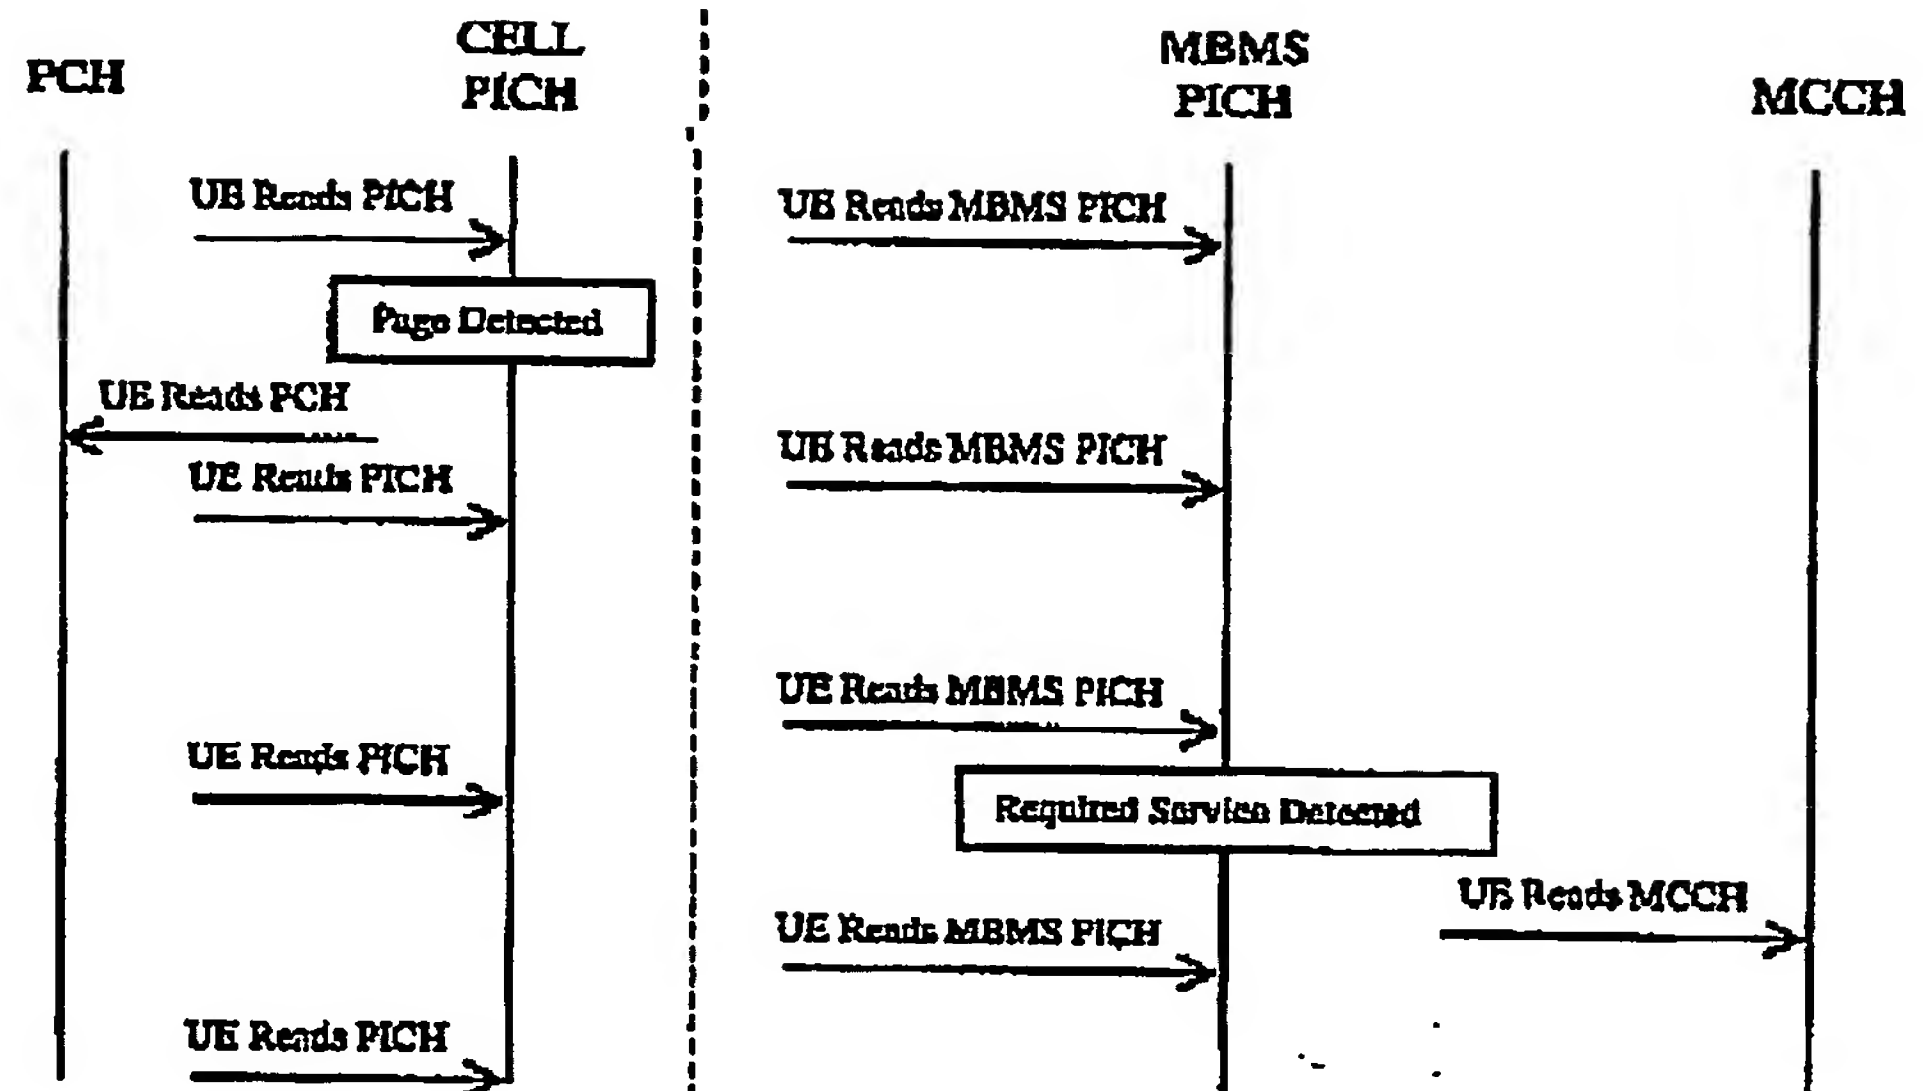 PCH
CELL
PICH
MBMS
PICH
MCCH
UE Reads PICH
UE Reads MBMS PICH
Page Detected
UE Reads PCH
UE Reads MBMS PICH
UE Reads PICH
UE Reads MBMS PICH
UE Reads PICH
Required Service Detected
UE Reads MCCH
UE Reads MBMS PICH
UE Reads PICH